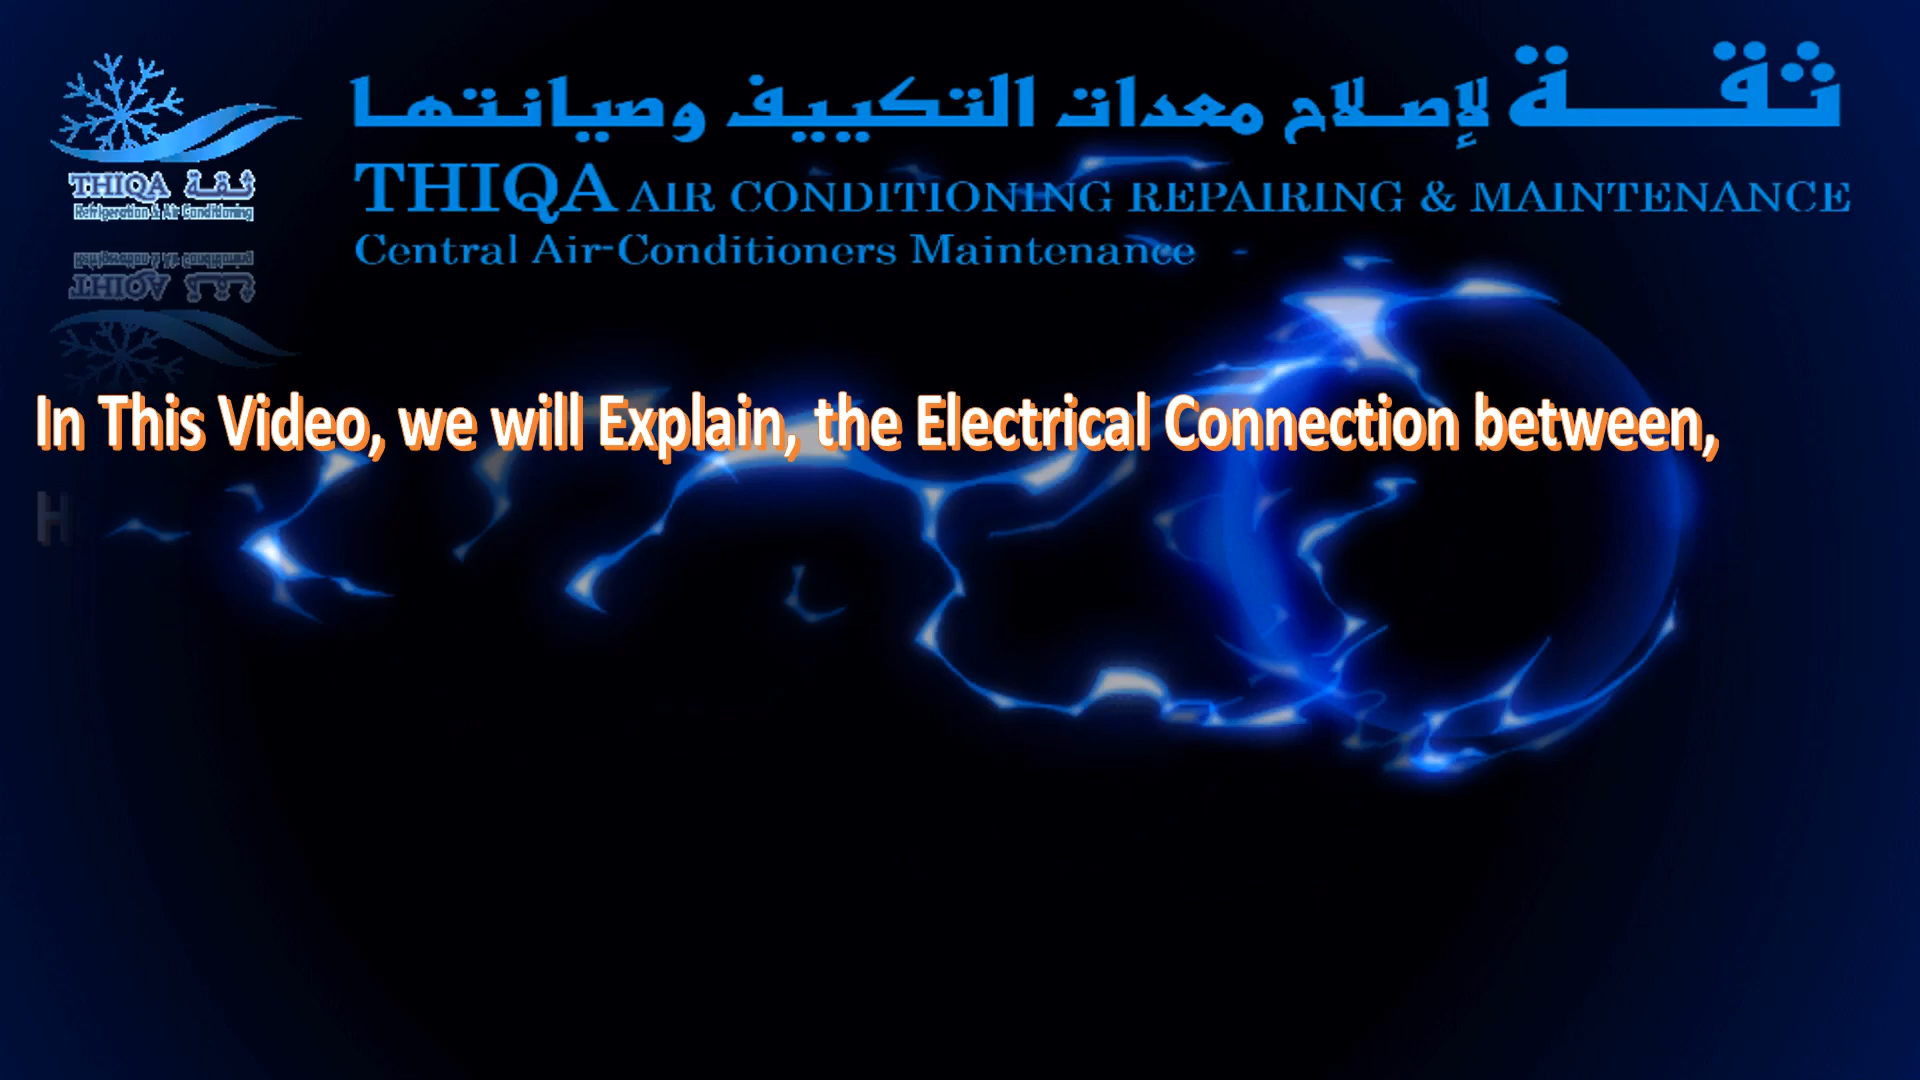 ثقة لإصلاح معدات التكييف وصيانتها
THIQA AIR CONDITIONING REPAIRING & MAINTENANCE
Central Air-Conditioners Maintenance
THIQA ثقة
Refrigeration & Air Conditioning
In This Video, we will Explain, the Electrical Connection between,
H